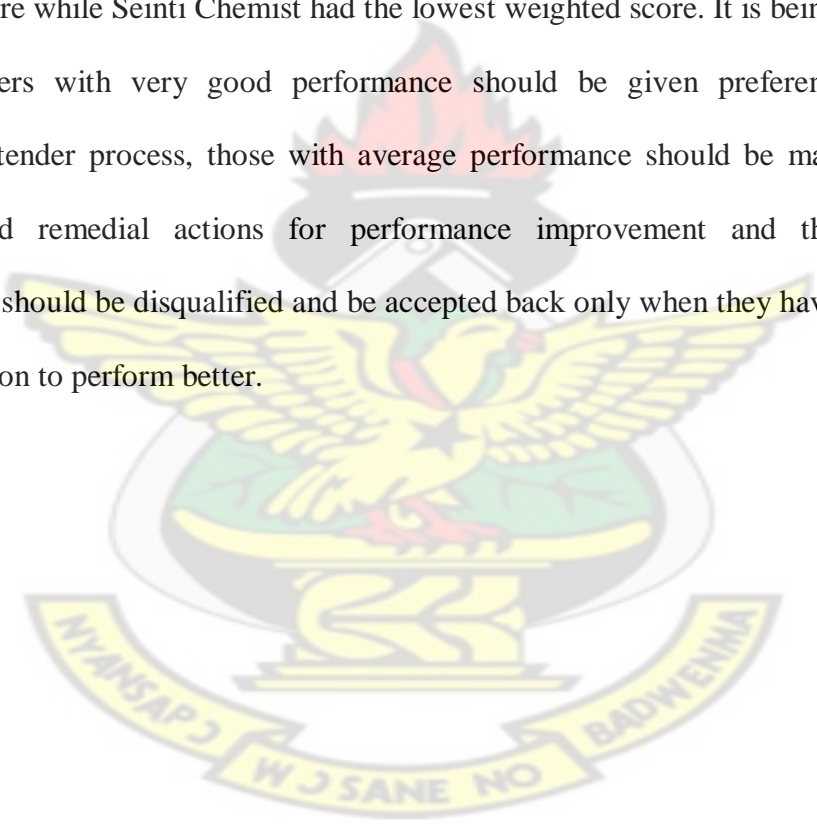 re while Seinti Chemist had the lowest weighted score. It is bein
ers with very good performance should be given preferen
tender process, those with average performance should be ma
d remedial actions for performance improvement and th
should be disqualified and be accepted back only when they hav
on to perform better.
NYANSAPƆ
WƆSANE NO
BADWENMA